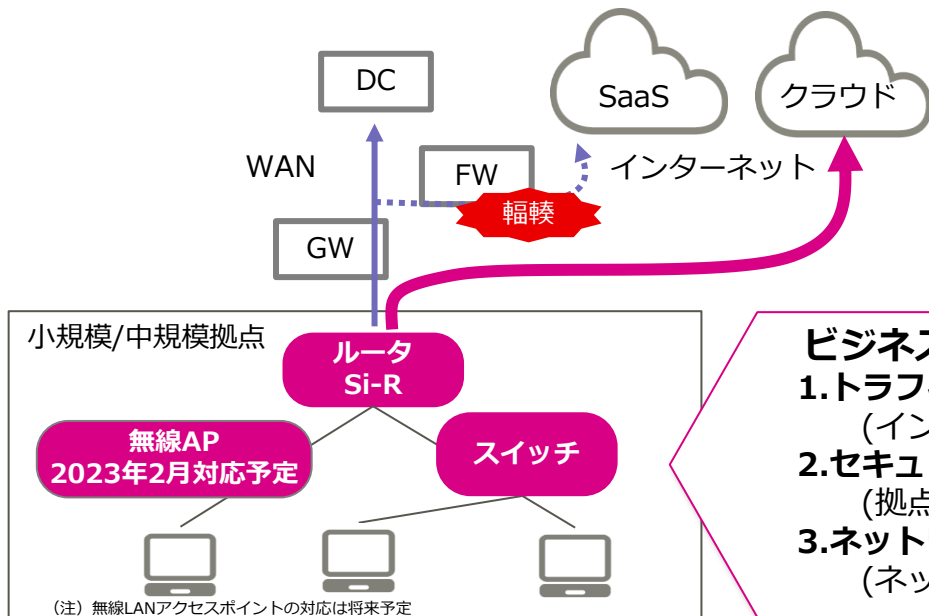 DC
SaaS
クラウド
WAN
FW
インターネット
輻輳
GW
小規模/中規模拠点
ルータ
Si-R
無線AP
2023年2月対応予定
スイッチ
（注）無線LANアクセスポイントの対応は将来予定
ビジネス
1.トラフ
(イン
2.セキュ
(拠点
3.ネット
(ネッ